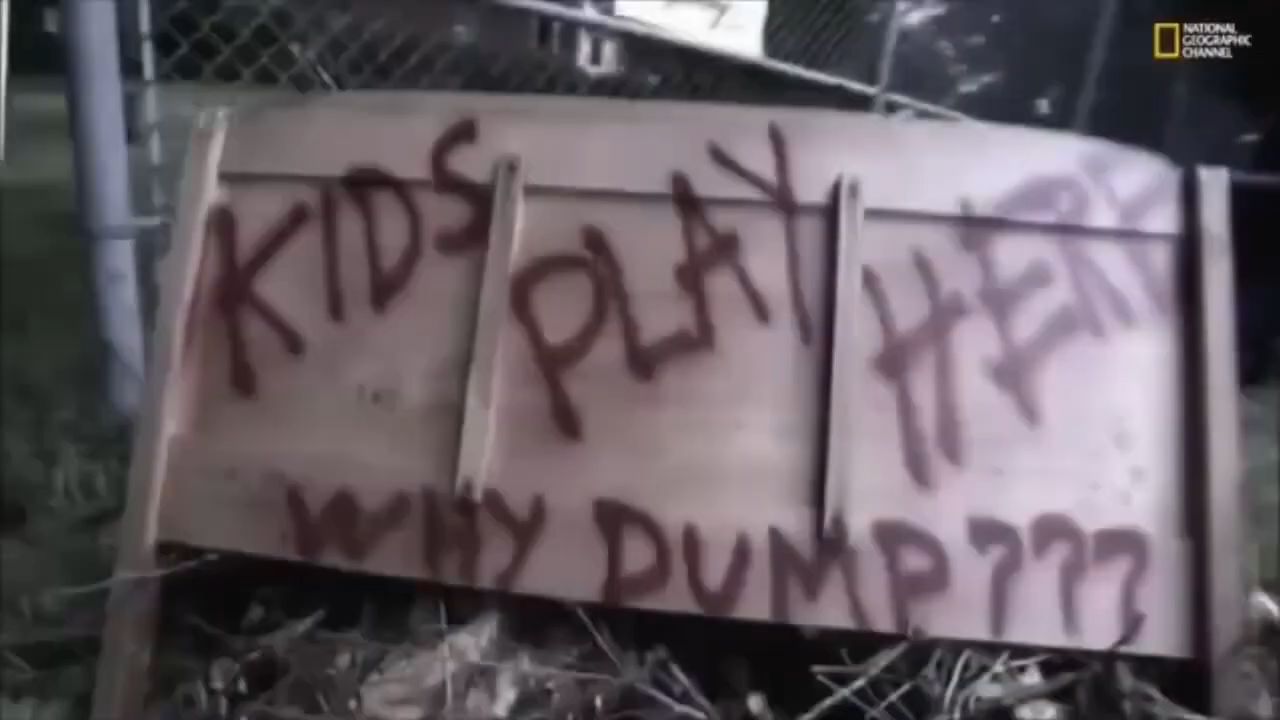 NATIONAL
GEOGRAPHIC
CHANNEL
KIDS PLAY HERE
WHY DUMP???